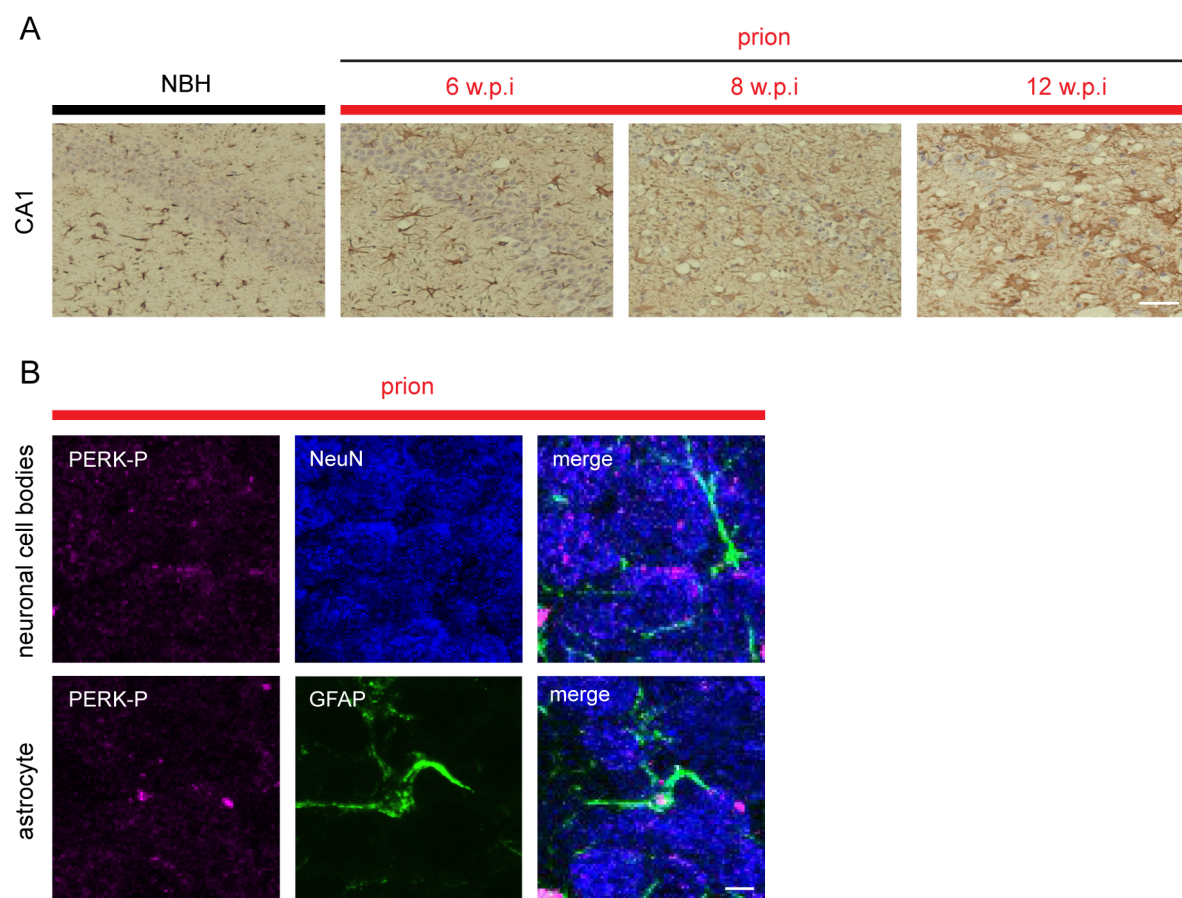 A
prion
NBH
6 w.p.i
8 w.p.i
12 w.p.i
CA1
B
prion
neuronal cell bodies
PERK-P
NeuN
merge
astrocyte
PERK-P
GFAP
merge